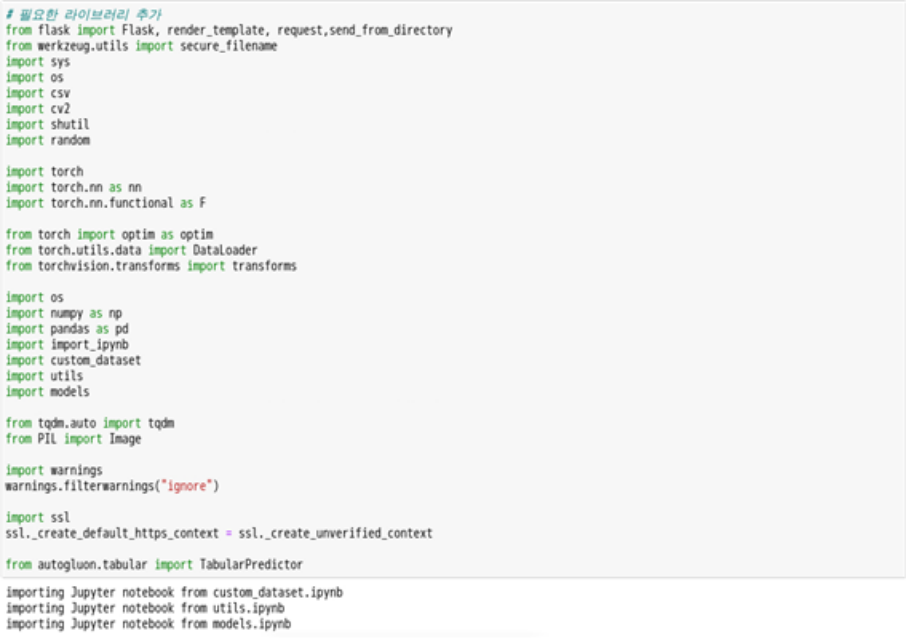 # 필요한 라이브러리 추가
from flask import Flask, render_template, request,send_from_directory
from werkzeug.utils import secure_filename
import sys
import os
import csv
import cv2
import shutil
import random
import torch
import torch.nn as nn
import torch.nn.functional as F
from torch import optim as optim
from torch.utils.data import DataLoader
from torchvision.transforms import transforms
import os
import numpy as np
import pandas as pd
import import_ipynb
import custom_dataset
import utils
import models
from tqdm.auto import tqdm
from PIL import Image
import warnings
warnings.filterwarnings("ignore")
import ssl
ssl._create_default_https_context = ssl._create_unverified_context
from autogluon.tabular import TabularPredictor
importing Jupyter notebook from custom_dataset.ipynb
importing Jupyter notebook from utils.ipynb
importing Jupyter notebook from models.ipynb